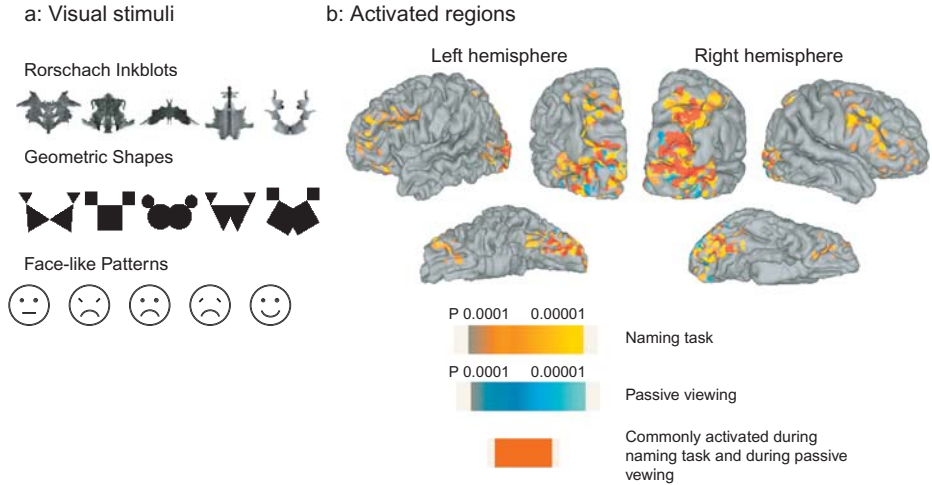 a: Visual stimuli
Rorschach Inkblots
Geometric Shapes
Face-like Patterns
b: Activated regions
Left hemisphere
Right hemisphere
P 0.0001 0.00001
Naming task
P 0.0001 0.00001
Passive viewing
Commonly activated during
naming task and during passive
vewing